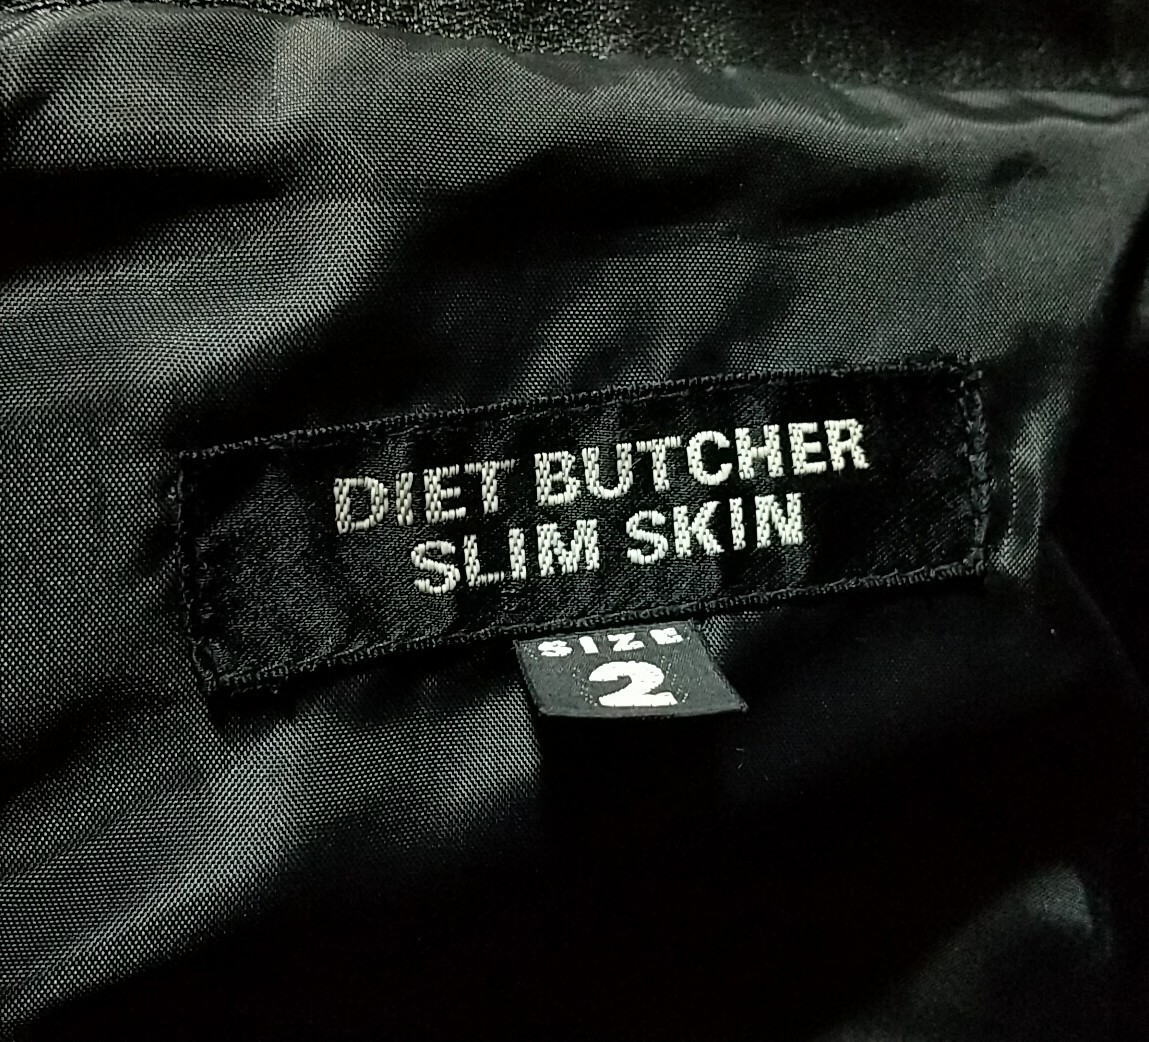 DIET BUTCHER
SLIM SKIN
SIZE
2